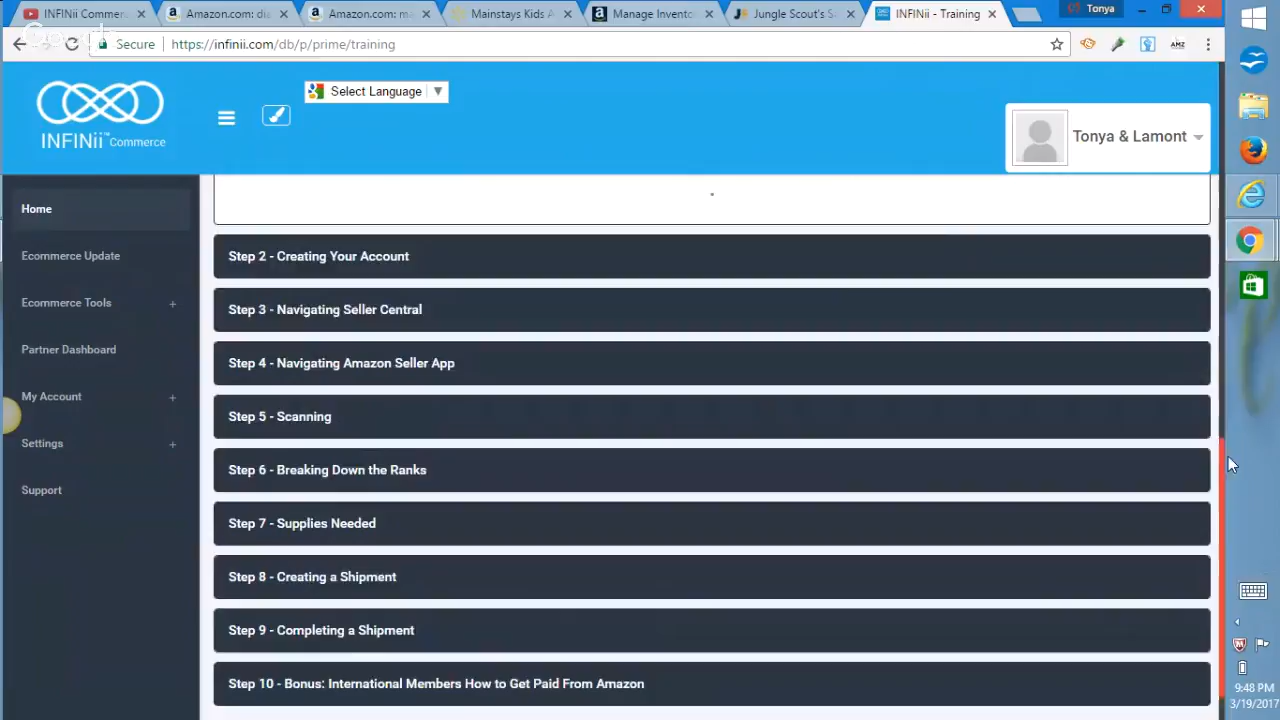 INFINii Commerc
Amazon.com: di
Amazon.com: m
Mainstays Kids A
Manage Invento
Jungle Scout's S
INFINii - Training
Tonya
Secure
https://infinii.com/db/p/prime/training
AMZ
INFINii™ Commerce
Select Language
Tonya & Lamont
Home
Ecommerce Update
Ecommerce Tools +
Partner Dashboard
My Account +
Settings +
Support
Step 2 - Creating Your Account
Step 3 - Navigating Seller Central
Step 4 - Navigating Amazon Seller App
Step 5 - Scanning
Step 6 - Breaking Down the Ranks
Step 7 - Supplies Needed
Step 8 - Creating a Shipment
Step 9 - Completing a Shipment
Step 10 - Bonus: International Members How to Get Paid From Amazon
9:48 PM
3/19/2017